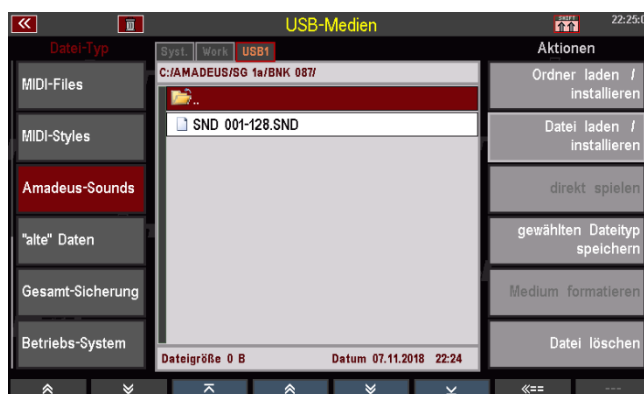 USB-Medien
SHIFT
22:25:0
Datei-Typ
Syst. Work USB1
Aktionen
C:/AMADEUS/SG 1a/BNK 087/
MIDI-Files
..
Ordner laden /
installieren
SND 001-128.SND
MIDI-Styles
Datei laden /
installieren
Amadeus-Sounds
direkt spielen
"alte" Daten
gewählten Dateityp
speichern
Gesamt-Sicherung
Medium formatieren
Betriebs-System
Datei löschen
Dateigröße 0 B Datum 07.11.2018 22:24
«==
---